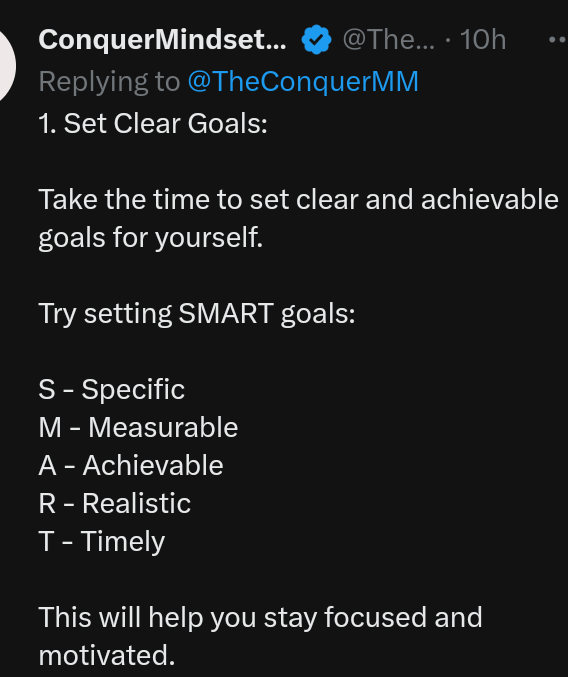 ConquerMindset... @The... · 10h
Replying to @TheConquerMM
1. Set Clear Goals:
Take the time to set clear and achievable
goals for yourself.
Try setting SMART goals:
S - Specific
M - Measurable
A - Achievable
R - Realistic
T - Timely
This will help you stay focused and
motivated.